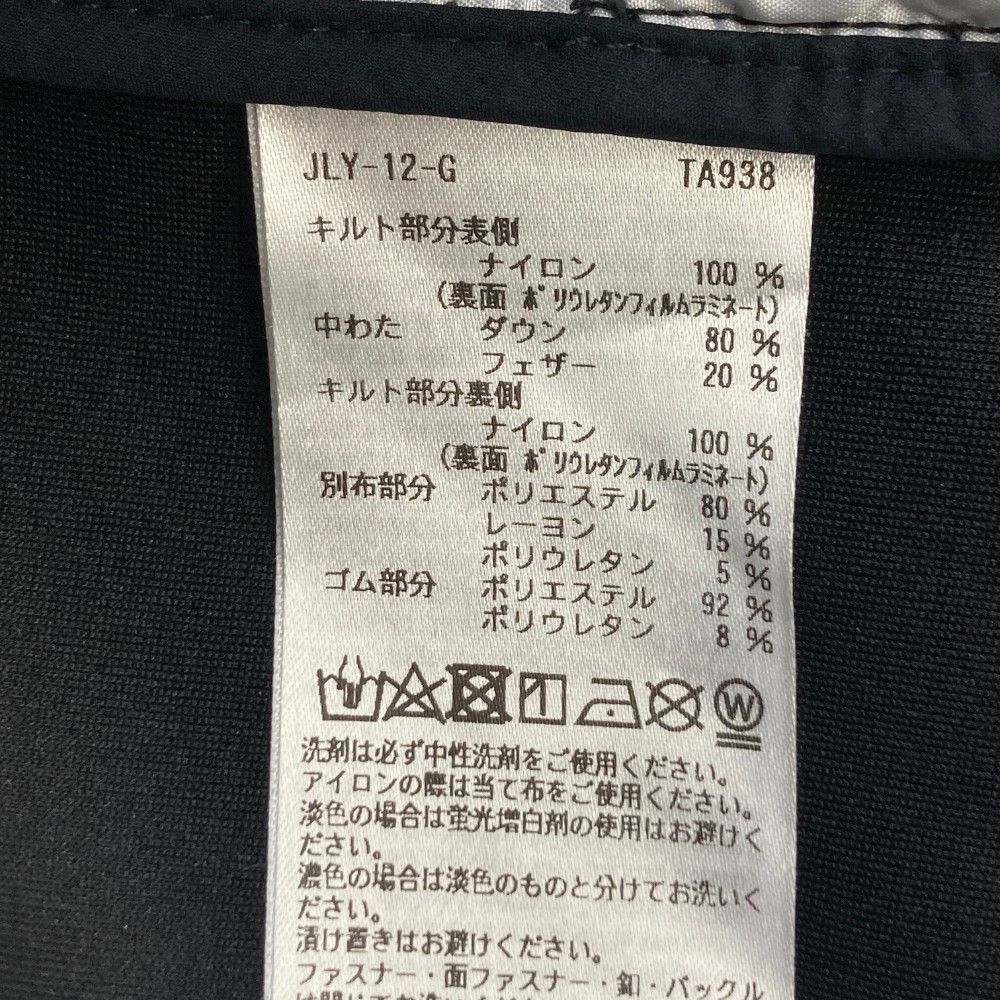 JLY-12-G TA938
キルト部分表側
ナイロン 100 %
(裏面 ポリウレタンフィルムラミネート)
中わた ダウン 80 %
フェザー 20 %
キルト部分裏側
ナイロン 100 %
(裏面 ポリウレタンフィルムラミネート)
別布部分 ポリエステル 80 %
レーヨン 15 %
ポリウレタン 5 %
ゴム部分 ポリエステル 92 %
ポリウレタン 8 %
W
洗剤は必ず中性洗剤をご使用ください。
アイロンの際は当て布をご使用ください。
淡色の場合は蛍光増白剤の使用はお避けく
ださい。
濃色の場合は淡色のものと分けてお洗いく
ださい。
漬け置きはお避けください。
ファスナー・面ファスナー・釦・バックル